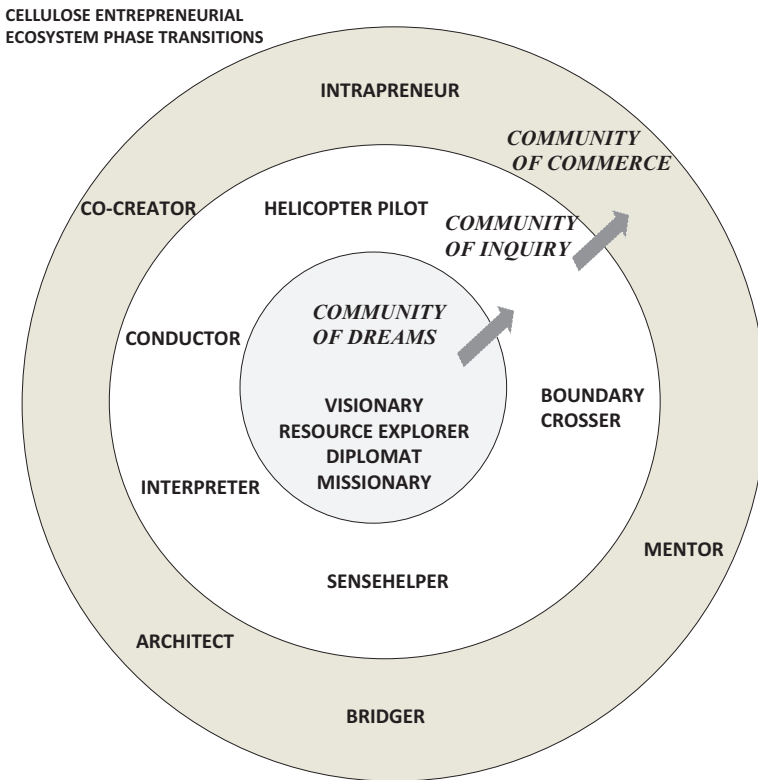 CELLULOSE ENTREPRENEURIAL
ECOSYSTEM PHASE TRANSITIONS
INTRAPRENEUR
COMMUNITY
OF COMMERCE
CO-CREATOR
HELICOPTER PILOT
COMMUNITY
OF INQUIRY
COMMUNITY
OF DREAMS
CONDUCTOR
VISIONARY
RESOURCE EXPLORER
DIPLOMAT
MISSIONARY
BOUNDARY
CROSSER
INTERPRETER
MENTOR
SENSEHELPER
ARCHITECT
BRIDGER